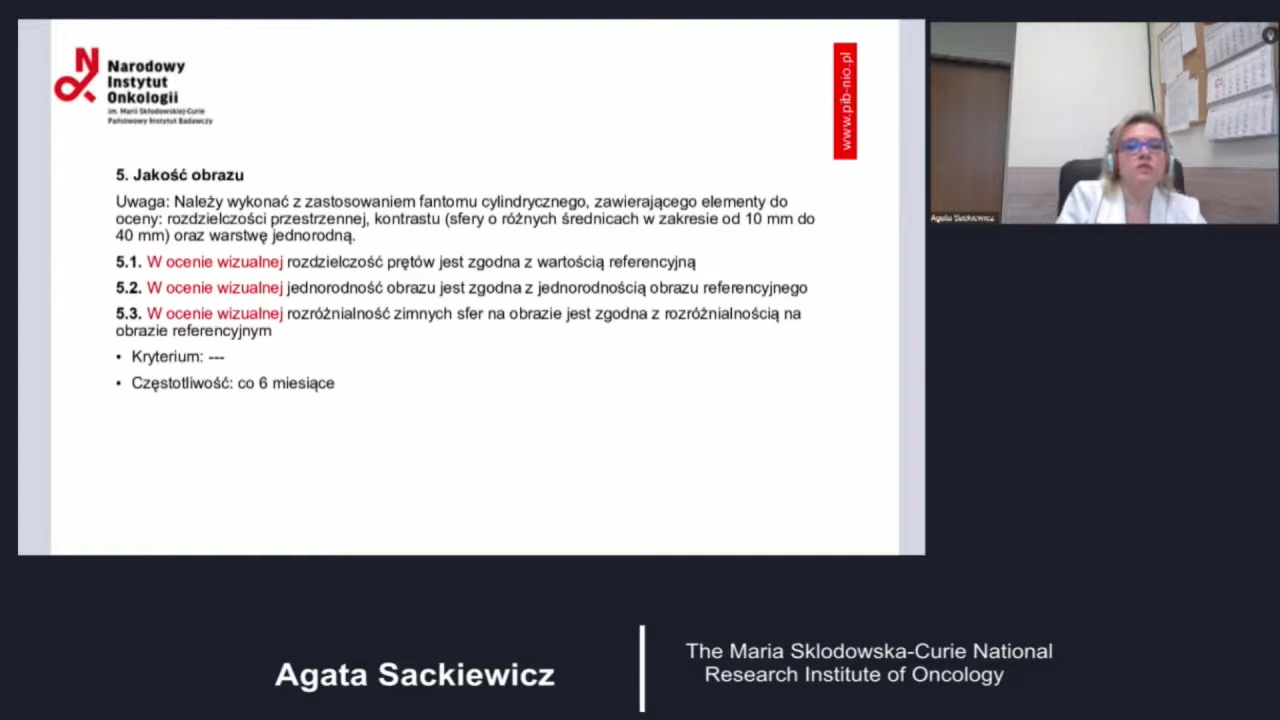 Narodowy
Instytut
Onkologii
im. Marii Skłodowskiej-Curie
Państwowy Instytut Badawczy
www.pib-nio.pl
5. Jakość obrazu
Uwaga: Należy wykonać z zastosowaniem fantomu cylindrycznego, zawierającego elementy do
oceny: rozdzielczości przestrzennej, kontrastu (sfery o różnych średnicach w zakresie od 10 mm do
40 mm) oraz warstwę jednorodną.
5.1. W ocenie wizualnej rozdzielczość prętów jest zgodna z wartością referencyjną
5.2. W ocenie wizualnej jednorodność obrazu jest zgodna z jednorodnością obrazu referencyjnego
5.3. W ocenie wizualnej rozróżnialność zimnych sfer na obrazie jest zgodna z rozróżnialnością na
obrazie referencyjnym
• Kryterium: ---
• Częstotliwość: co 6 miesiące
Agata Sackiewicz
Agata Sackiewicz
The Maria Sklodowska-Curie National
Research Institute of Oncology